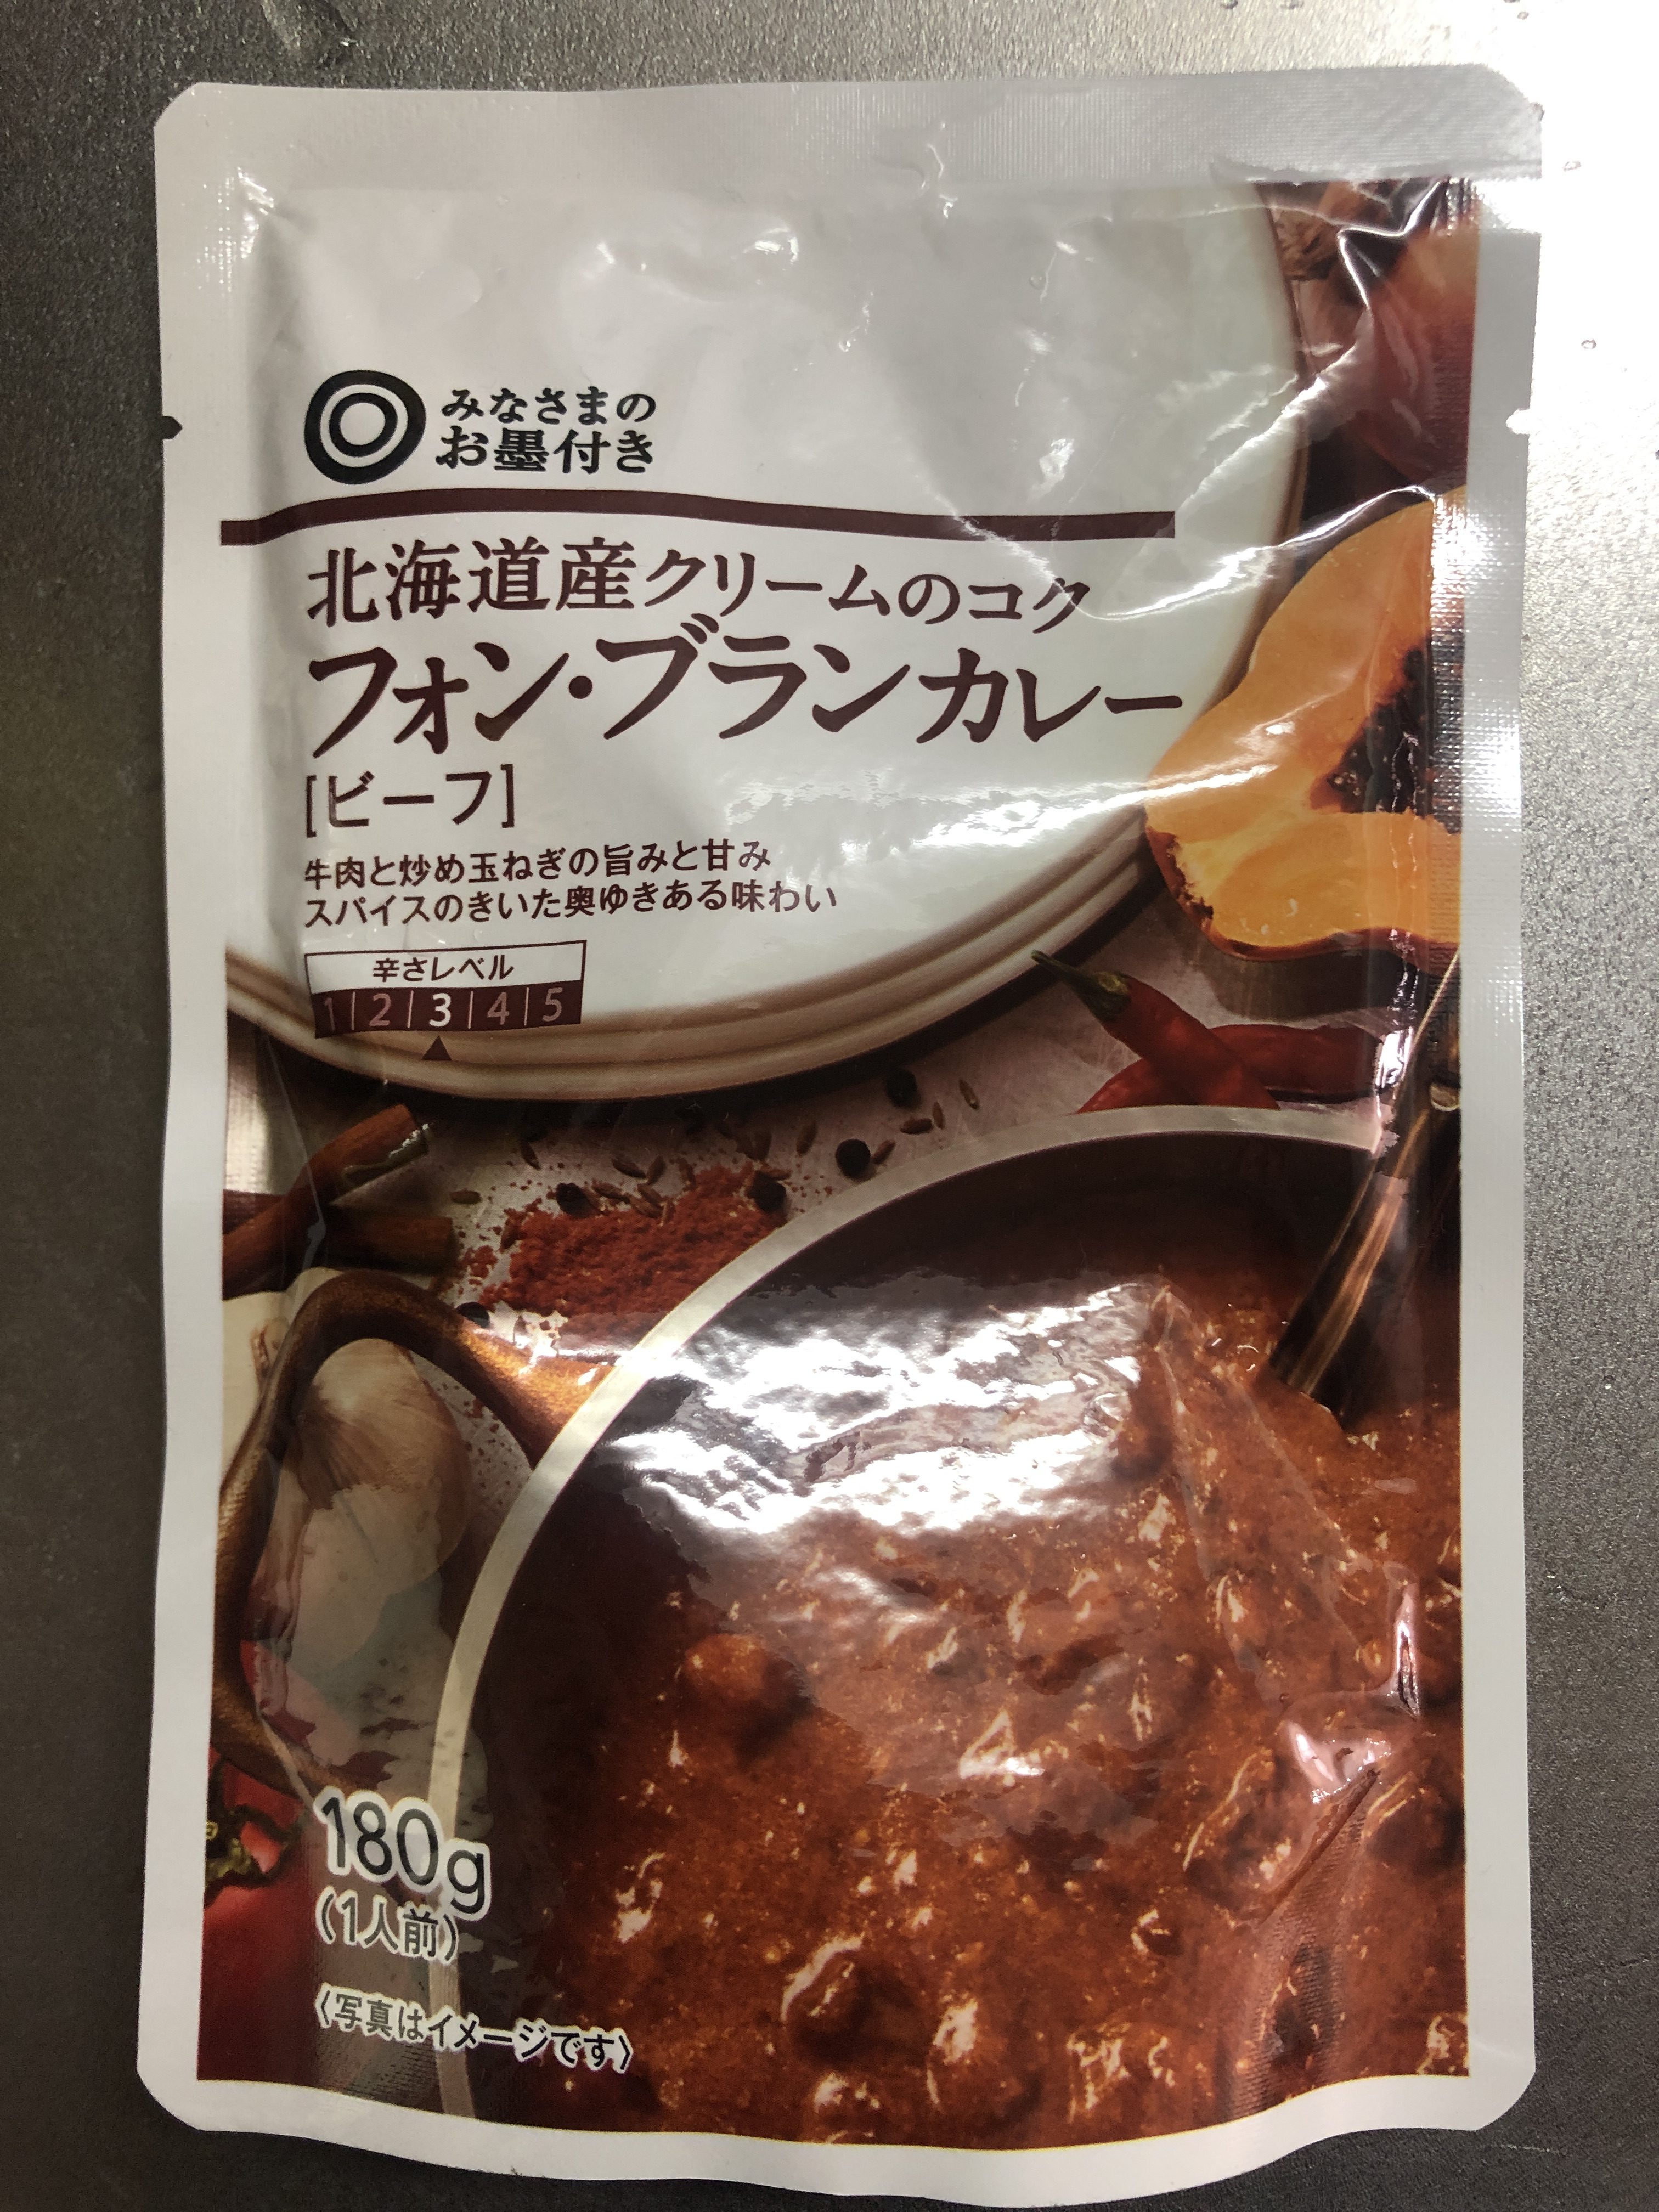 みなさまの
お墨付き
北海道産クリームのコク
フォン・ブランカレー
[ビーフ]
牛肉と炒め玉ねぎの旨みと甘み
スパイスのきいた奥ゆきある味わい
辛さレベル
1|2|3|4|5
180g
(1人前)
〈写真はイメージです〉